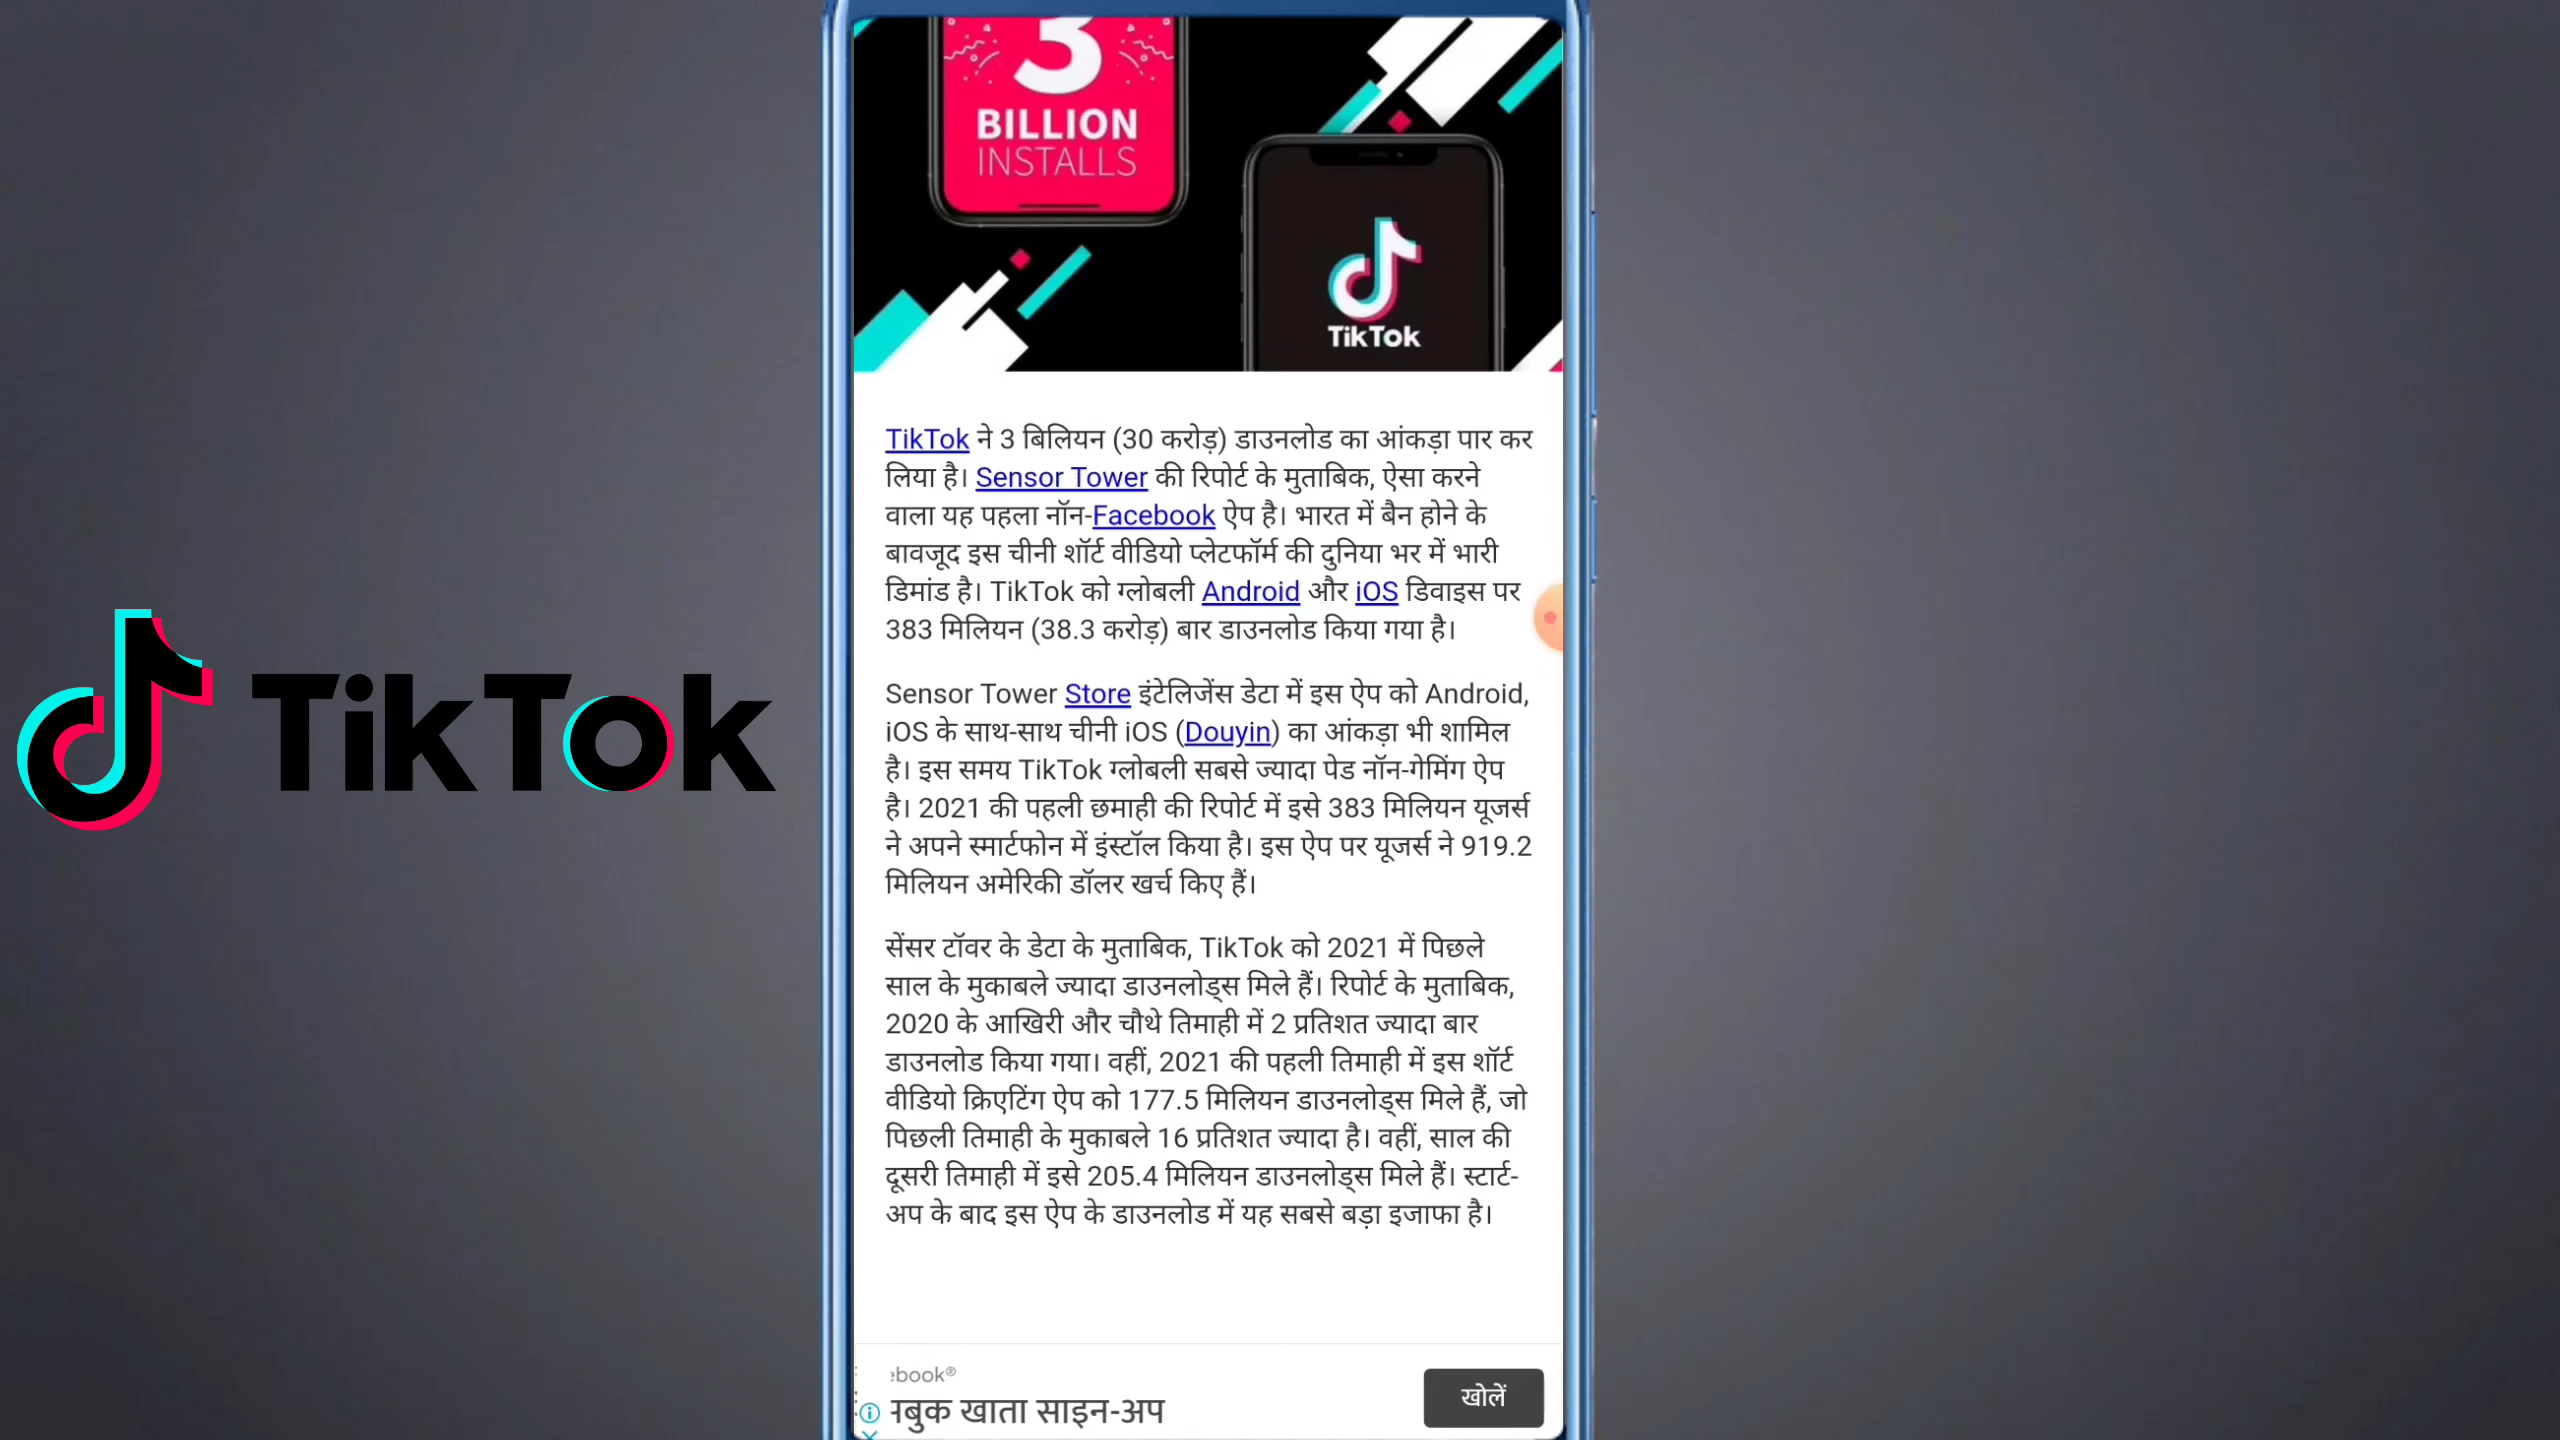 3
BILLION
INSTALLS
TikTok
TikTok
TikTok ने 3 बिलियन (30 करोड़) डाउनलोड का आंकड़ा पार कर
लिया है। Sensor Tower की रिपोर्ट के मुताबिक, ऐसा करने
वाला यह पहला नॉन-Facebook ऐप है। भारत में बैन होने के
बावजूद इस चीनी शॉर्ट वीडियो प्लेटफॉर्म की दुनिया भर में भारी
डिमांड है। TikTok को ग्लोबली Android और iOS डिवाइस पर
383 मिलियन (38.3 करोड़) बार डाउनलोड किया गया है।
Sensor Tower Store इंटेलिजेंस डेटा में इस ऐप को Android,
iOS के साथ-साथ चीनी iOS (Douyin) का आंकड़ा भी शामिल
है। इस समय TikTok ग्लोबली सबसे ज्यादा पेड नॉन-गेमिंग ऐप
है। 2021 की पहली छमाही की रिपोर्ट में इसे 383 मिलियन यूजर्स
ने अपने स्मार्टफोन में इंस्टॉल किया है। इस ऐप पर यूजर्स ने 919.2
मिलियन अमेरिकी डॉलर खर्च किए हैं।
सेंसर टॉवर के डेटा के मुताबिक, TikTok को 2021 में पिछले
साल के मुकाबले ज्यादा डाउनलोड्स मिले हैं। रिपोर्ट के मुताबिक,
2020 के आखिरी और चौथे तिमाही में 2 प्रतिशत ज्यादा बार
डाउनलोड किया गया। वहीं, 2021 की पहली तिमाही में इस शॉर्ट
वीडियो क्रिएटिंग ऐप को 177.5 मिलियन डाउनलोड्स मिले हैं, जो
पिछली तिमाही के मुकाबले 16 प्रतिशत ज्यादा है। वहीं, साल की
दूसरी तिमाही में इसे 205.4 मिलियन डाउनलोड्स मिले हैं। स्टार्ट-
अप के बाद इस ऐप के डाउनलोड में यह सबसे बड़ा इजाफा है।
ebook®
नबुक खाता साइन-अप
खोलें